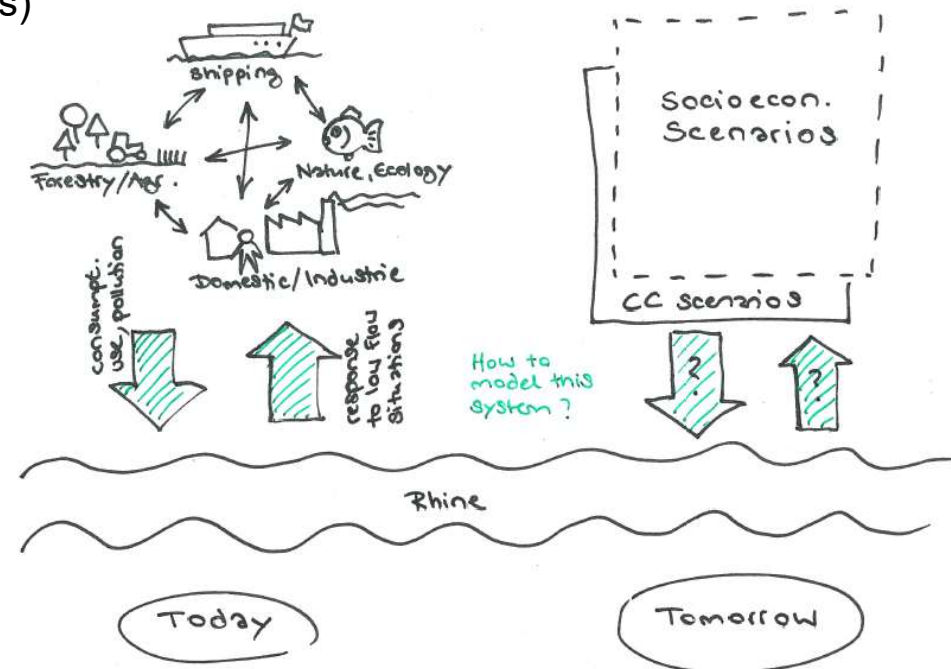 s)
shipping
Forestry/Agr.
Nature, Ecology
Domestic/Industrie
consumpt.
use, pollution
response
to low flow
situations
How to
model this
system?
Socioecon.
Scenarios
CC scenarios
?
?
Rhine
Today
Tomorrow